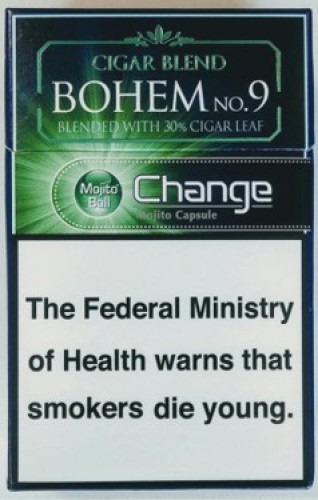 CIGAR BLEND
BOHEM NO.9
BLENDED WITH 30% CIGAR LEAF
Mojito Ball
Change
Mojito Capsule
The Federal Ministry
of Health warns that
smokers die young.